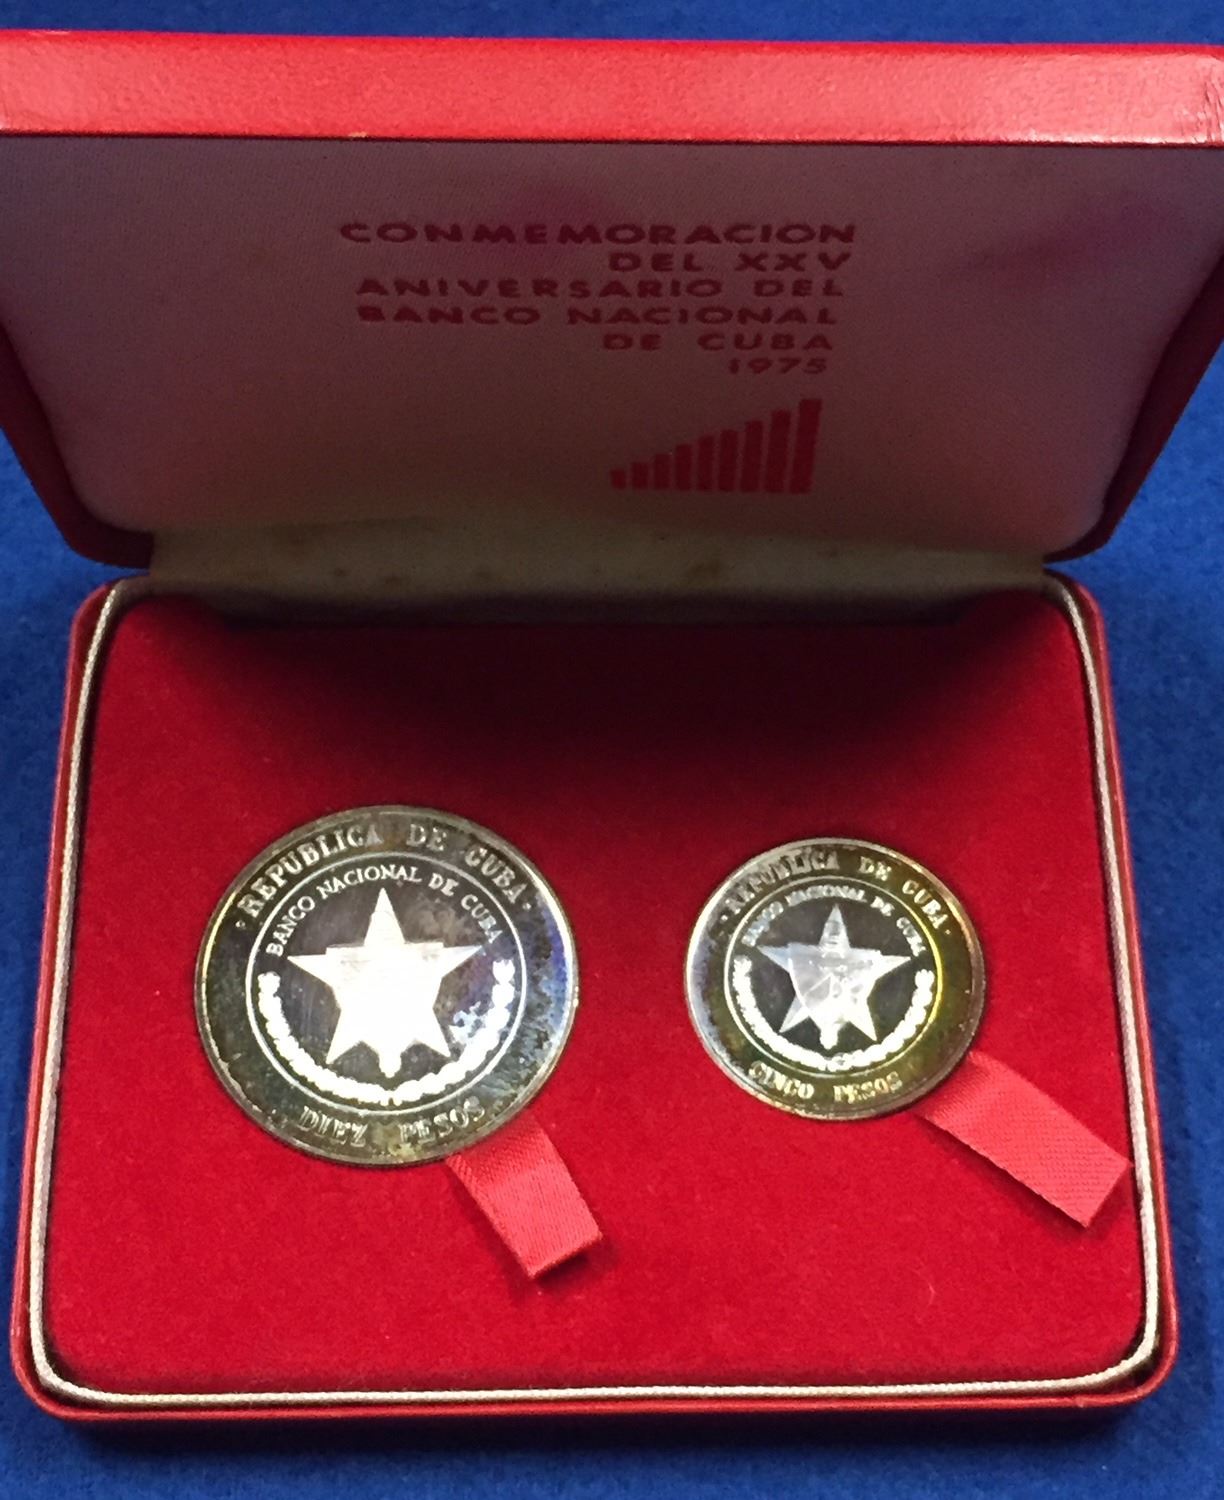 CONMEMORACION
DEL XXV
ANIVERSARIO DEL
BANCO NACIONAL
DE CUBA
1975
· REPUBLICA DE CUBA ·
BANCO NACIONAL DE CUBA
DIEZ PESOS
· REPUBLICA DE CUBA ·
BANCO NACIONAL DE CUBA
CINCO PESOS